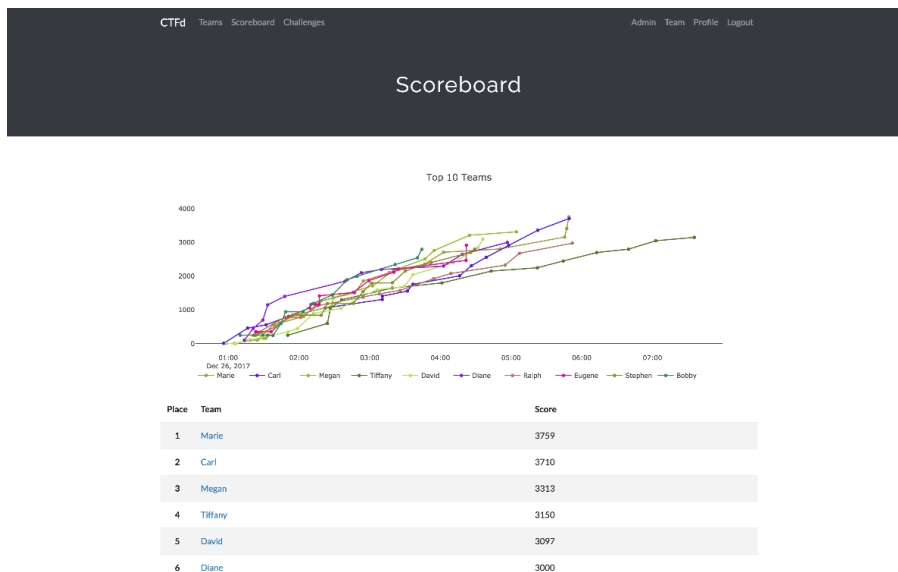 CTFd Teams Scoreboard Challenges Admin Team Profile Logout
Scoreboard
Top 10 Teams
4000
3000
2000
1000
0
01:00 02:00 03:00 04:00 05:00 06:00 07:00
Dec 26, 2017
Marie Carl Megan Tiffany David Diane Ralph Eugene Stephen Bobby
Place Team Score
1 Marie 3759
2 Carl 3710
3 Megan 3313
4 Tiffany 3150
5 David 3097
6 Diane 3000